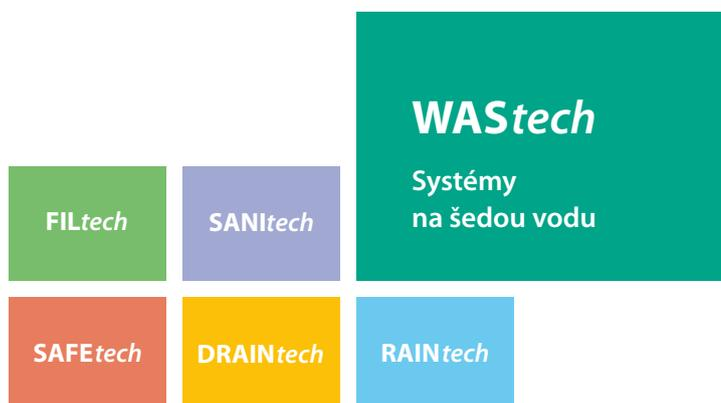 WAStech
Systémy
na šedou vodu
FILtech
SANItech
SAFEtech
DRAINtech
RAINtech